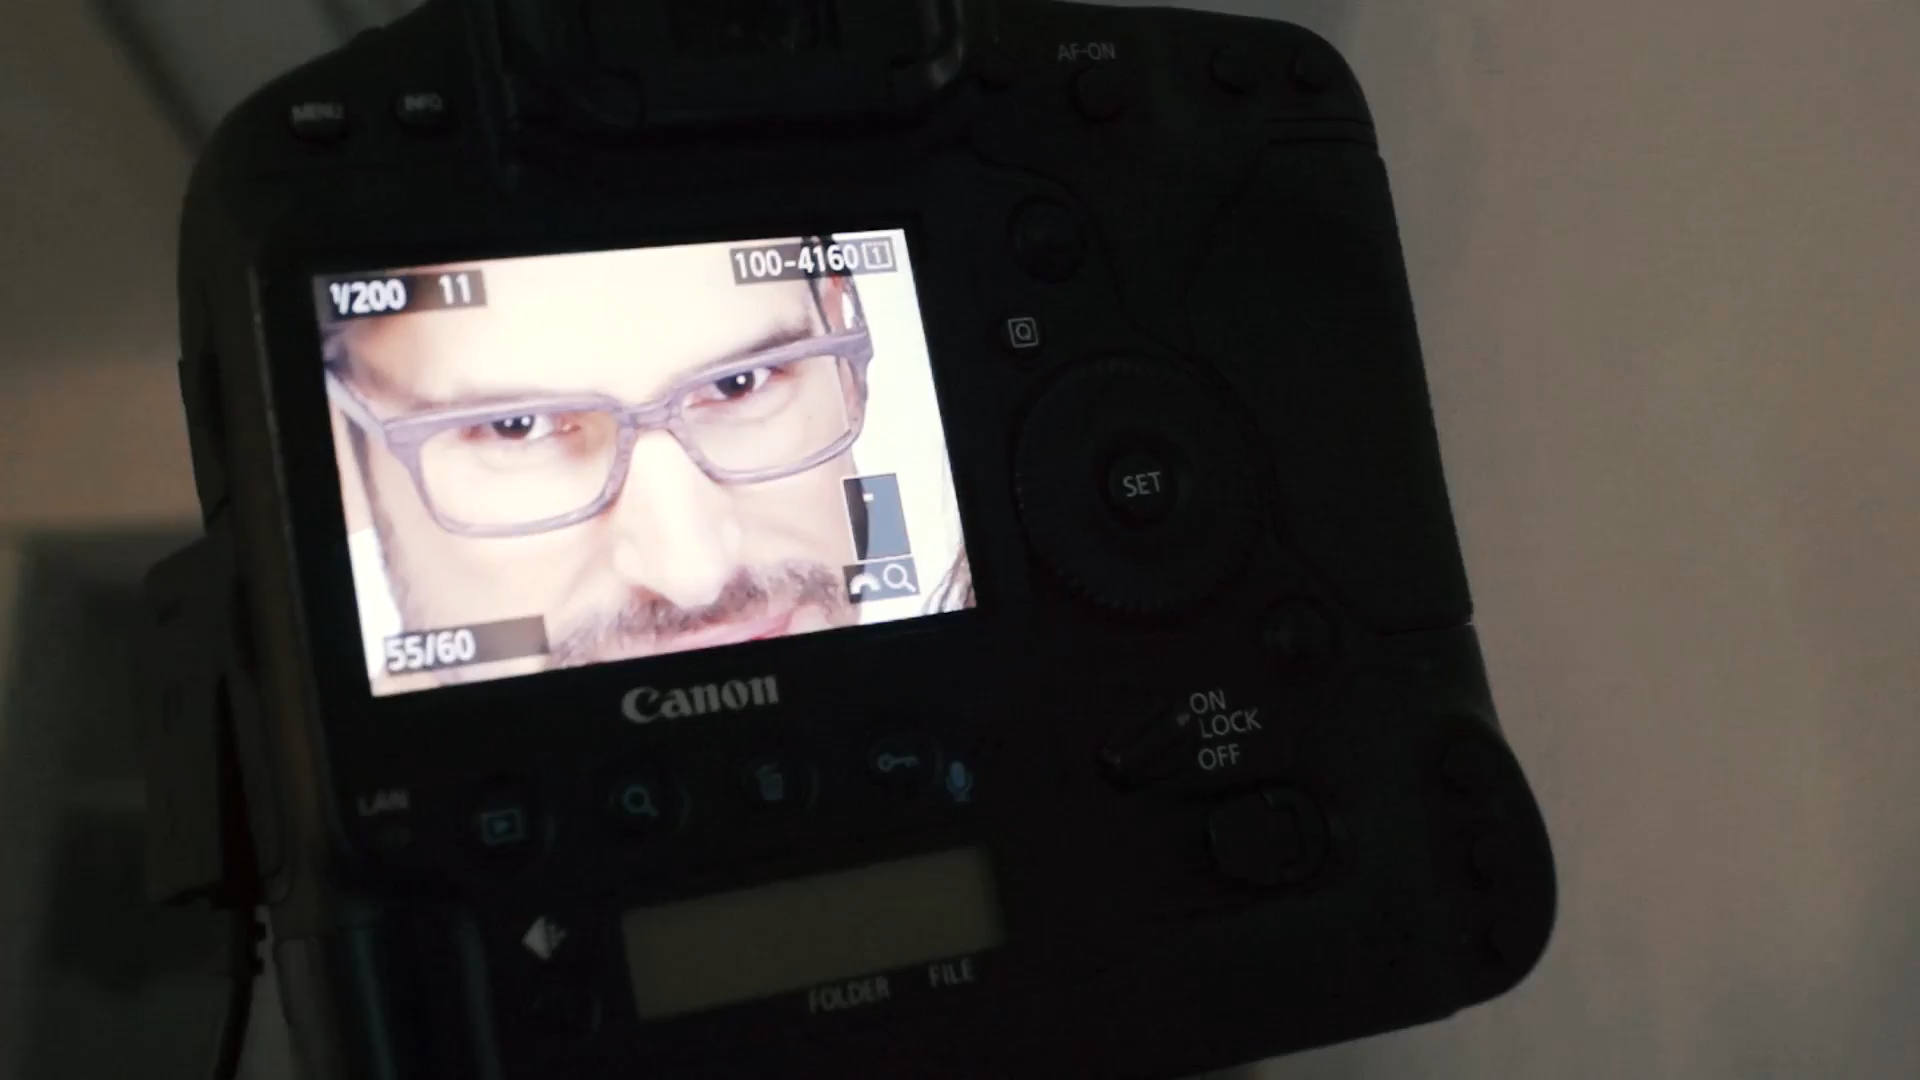 AF-ON
MENU INFO
1/200 11 100-4160 1
Q
SET
55/60
Canon
ON
LOCK
OFF
LAN
FOLDER FILE